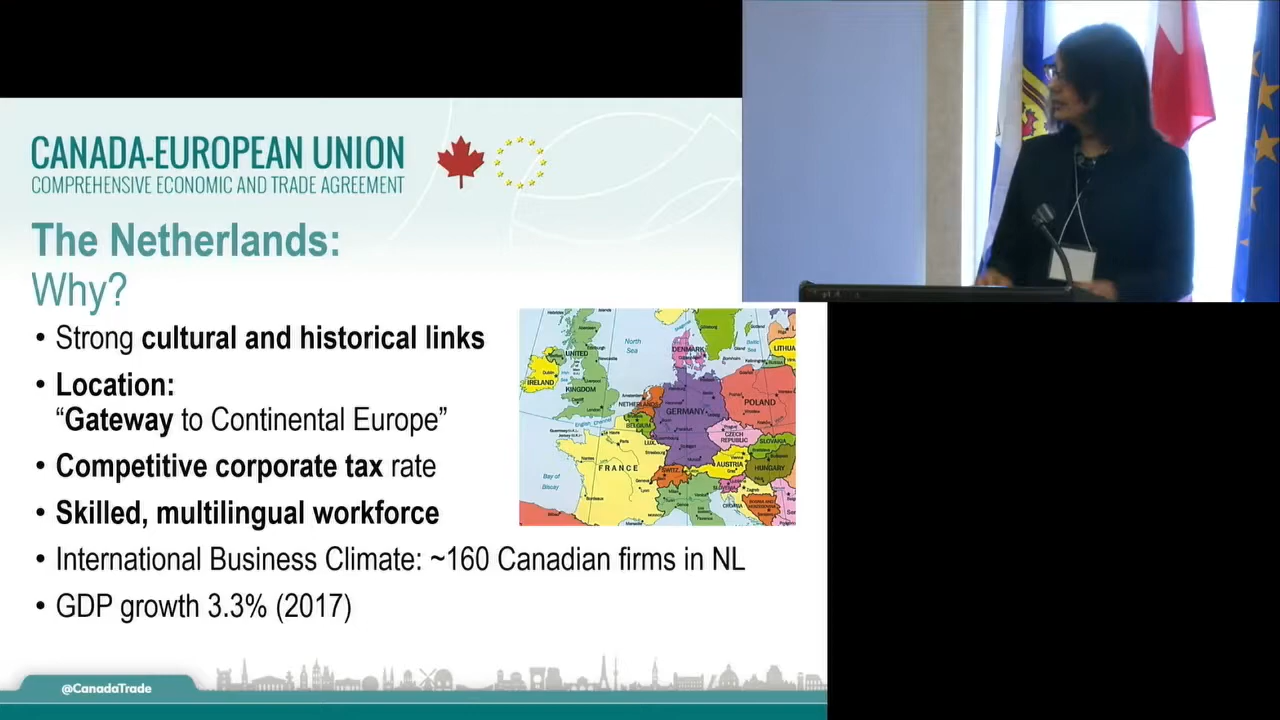 CANADA-EUROPEAN UNION
COMPREHENSIVE ECONOMIC AND TRADE AGREEMENT
The Netherlands:
Why?
• Strong cultural and historical links
• Location:
“Gateway to Continental Europe”
• Competitive corporate tax rate
• Skilled, multilingual workforce
• International Business Climate: ~160 Canadian firms in NL
• GDP growth 3.3% (2017)
North
Sea
DENMARK
UNITED
KINGDOM
IRELAND
NETHERLANDS
BELGIUM
LUX.
GERMANY
POLAND
CZECH
REPUBLIC
SLOVAKIA
AUSTRIA
HUNGARY
SWITZ.
FRANCE
Bay of
Biscay
CROATIA
@CanadaTrade